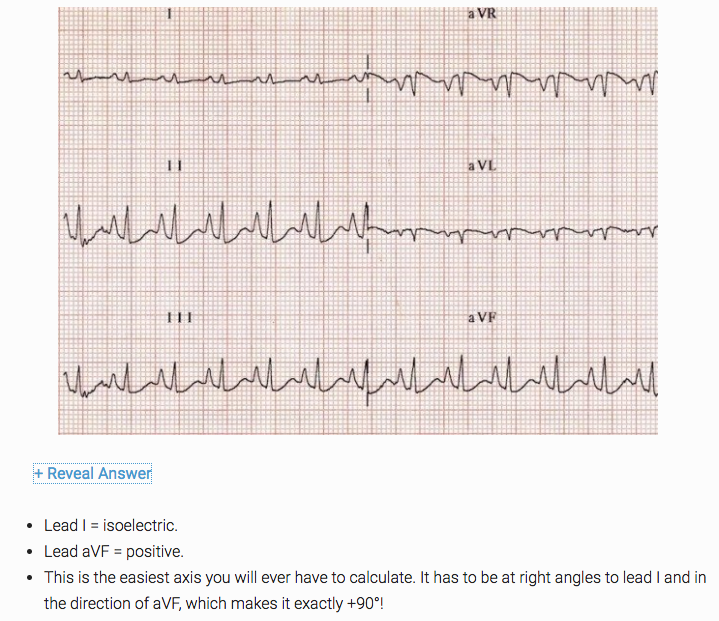 I aVR
I I aVL
I I I aVF
+ Reveal Answer
• Lead I = isoelectric.
• Lead aVF = positive.
• This is the easiest axis you will ever have to calculate. It has to be at right angles to lead I and in
the direction of aVF, which makes it exactly +90°!